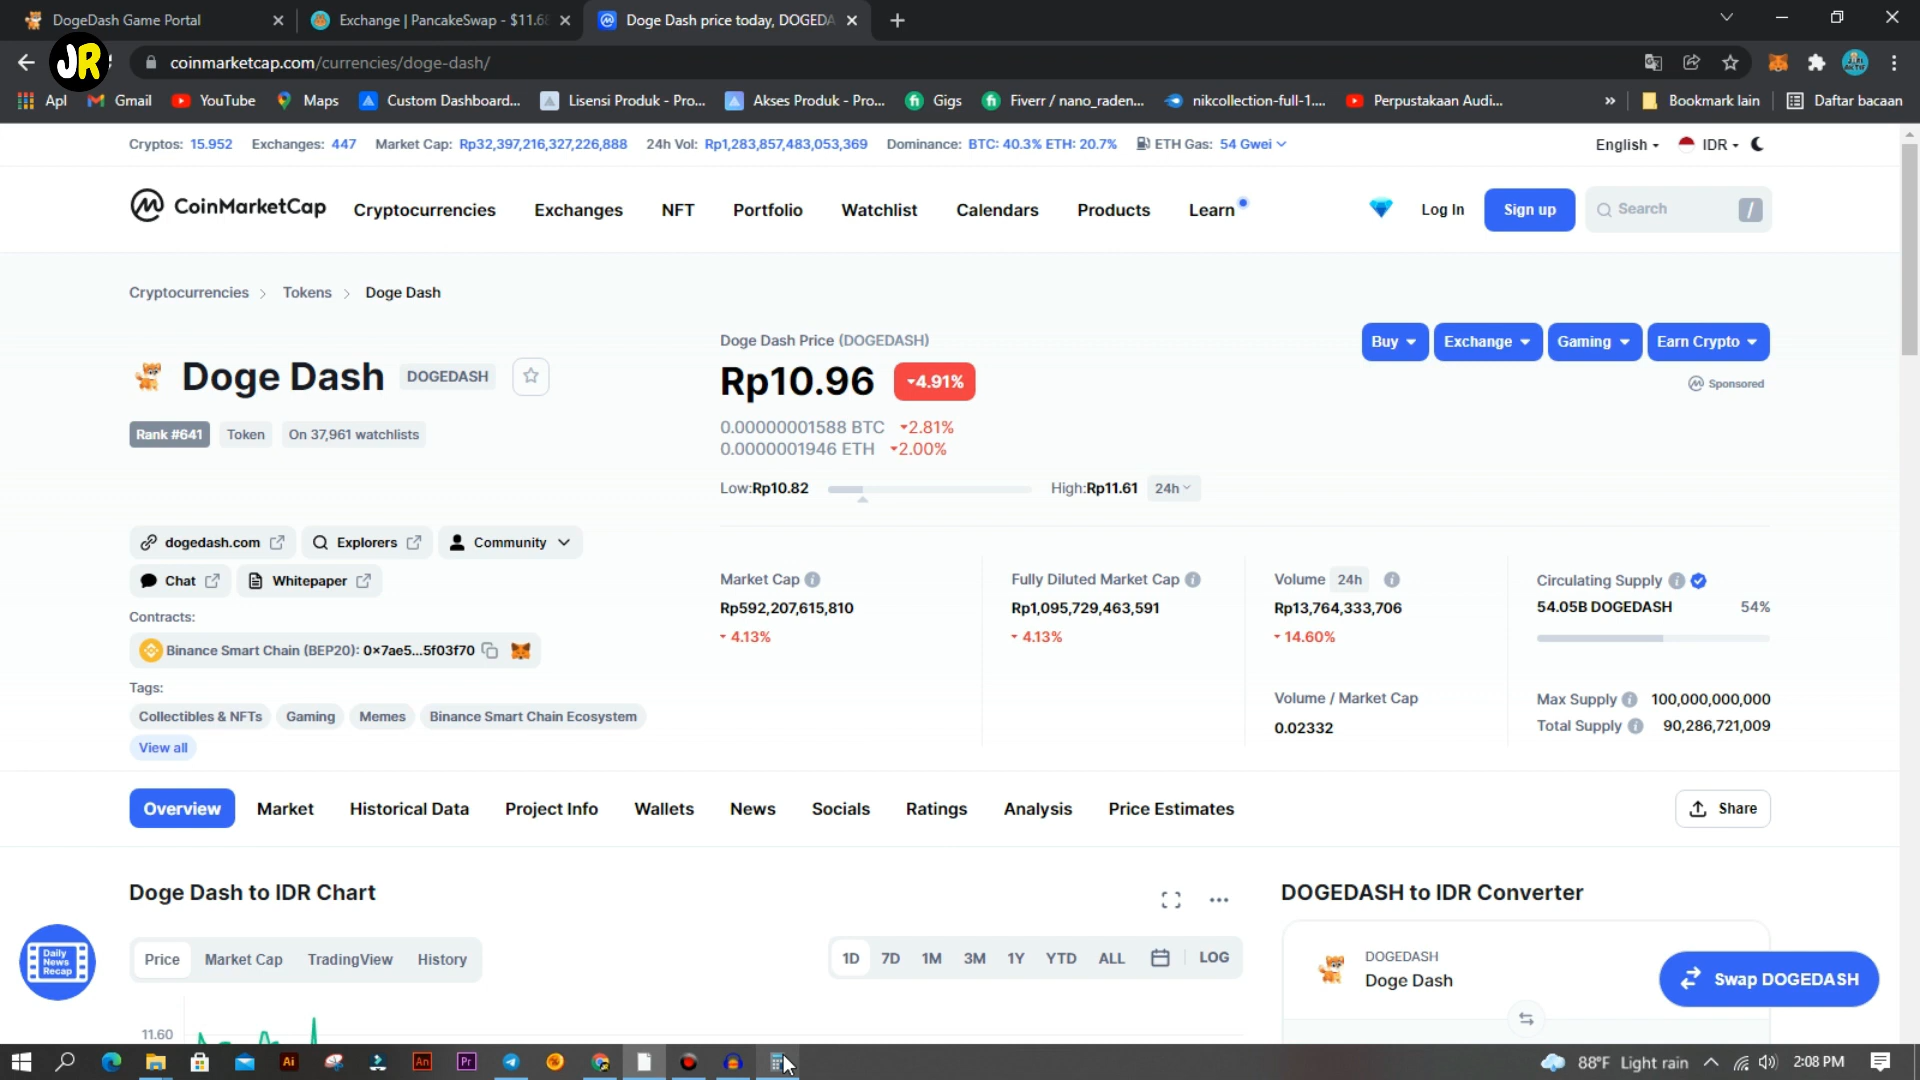 DogeDash Game Portal
Exchange | PancakeSwap - $11.68
Doge Dash price today, DOGEDA
JR
coinmarketcap.com/currencies/doge-dash/
Apl
Gmail
YouTube
Maps
Custom Dashboard...
Lisensi Produk - Pro...
Akses Produk - Pro...
Gigs
Fiverr / nano_raden...
nikcollection-full-1....
Perpustakaan Audi...
»
Bookmark lain
Daftar bacaan
Cryptos: 15.952 Exchanges: 447 Market Cap: Rp32,397,216,327,226,888 24h Vol: Rp1,283,857,483,053,369 Dominance: BTC: 40.3% ETH: 20.7% ETH Gas: 54 Gwei
English IDR
CoinMarketCap
Cryptocurrencies Exchanges NFT Portfolio Watchlist Calendars Products Learn
Log In
Sign up
Search /
Cryptocurrencies > Tokens > Doge Dash
Doge Dash DOGEDASH
Rank #641 Token On 37,961 watchlists
Doge Dash Price (DOGEDASH)
Rp10.96 4.91%
0.00000001588 BTC 2.81%
0.0000001946 ETH 2.00%
Low:Rp10.82 High:Rp11.61 24h
Buy Exchange Gaming Earn Crypto
Sponsored
dogedash.com Explorers Community
Chat Whitepaper
Contracts:
Binance Smart Chain (BEP20): 0x7ae5...5f03f70
Tags:
Collectibles & NFTs Gaming Memes Binance Smart Chain Ecosystem
View all
Market Cap
Rp592,207,615,810
4.13%
Fully Diluted Market Cap
Rp1,095,729,463,591
4.13%
Volume 24h
Rp13,764,333,706
14.60%
Volume / Market Cap
0.02332
Circulating Supply
54.05B DOGEDASH 54%
Max Supply 100,000,000,000
Total Supply 90,286,721,009
Overview Market Historical Data Project Info Wallets News Socials Ratings Analysis Price Estimates
Share
Doge Dash to IDR Chart
Price Market Cap TradingView History
1D 7D 1M 3M 1Y YTD ALL LOG
11.60
DOGEDASH to IDR Converter
DOGEDASH
Doge Dash
Swap DOGEDASH
Daily
News
Recap
Ai
An
Pr
88°F Light rain
2:08 PM